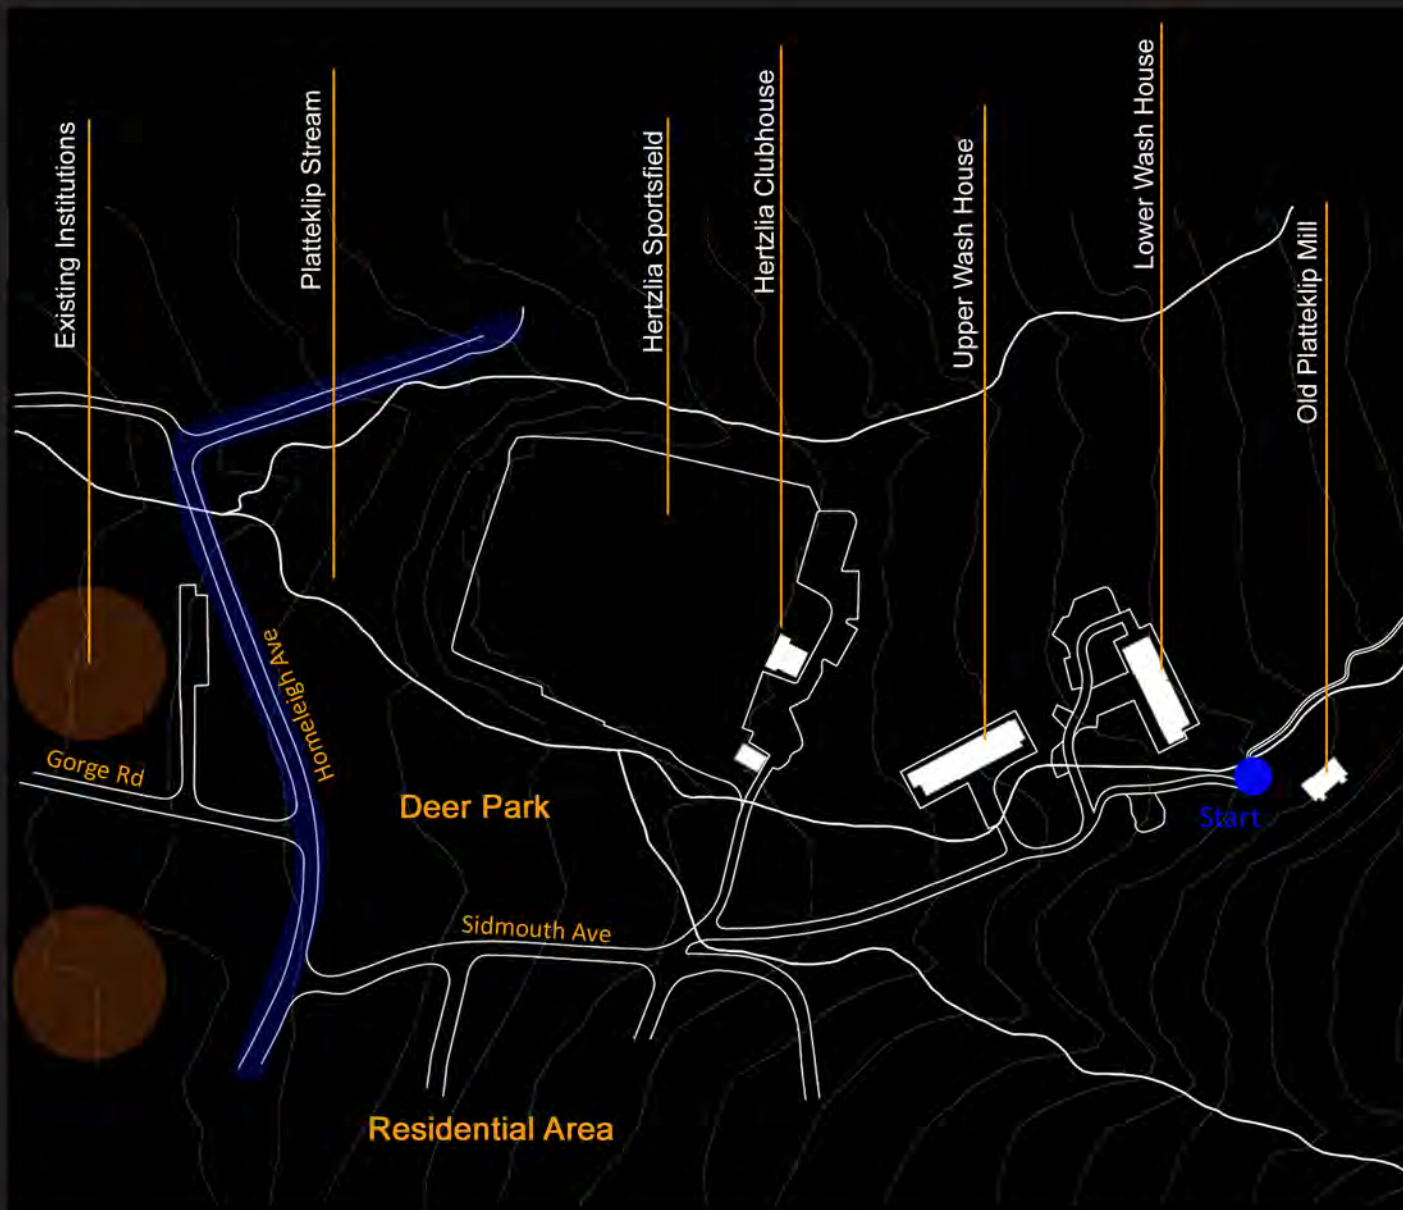 Existing Institutions
Platteklip Stream
Hertzlia Sportsfield
Hertzlia Clubhouse
Upper Wash House
Lower Wash House
Old Platteklip Mill
Homeleigh Ave
Gorge Rd
Deer Park
Start
Sidmouth Ave
Residential Area